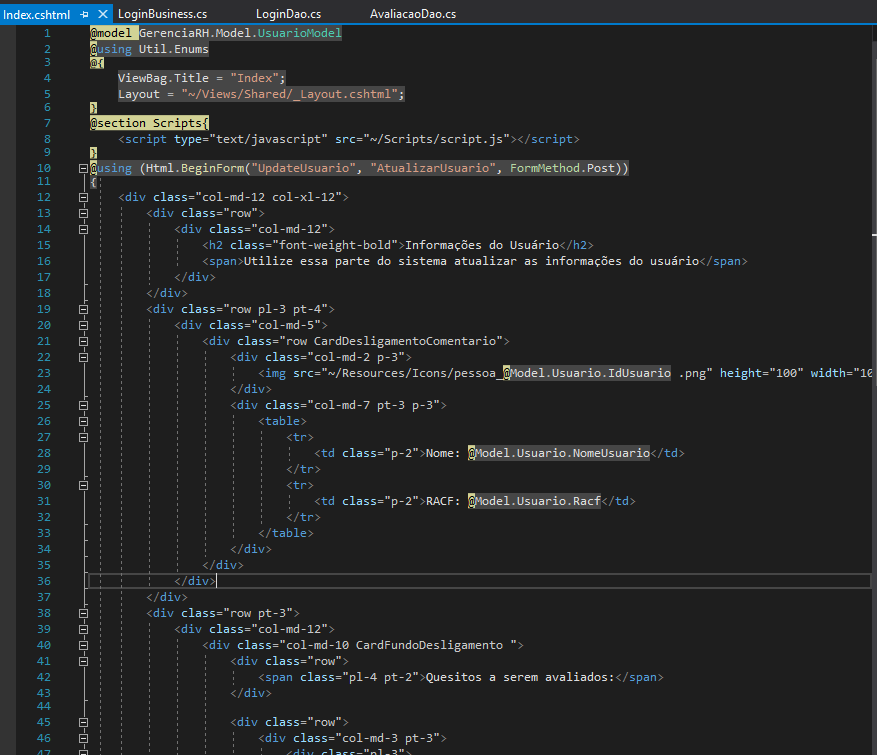 Index.cshtml LoginBusiness.cs LoginDao.cs AvaliacaoDao.cs
1 @model GerenciaRH.Model.UsuarioModel
2 @using Util.Enums
3 @{
4 ViewBag.Title = "Index";
5 Layout = "~/Views/Shared/_Layout.cshtml";
6 }
7 @section Scripts{
8 <script type="text/javascript" src="~/Scripts/script.js"></script>
9 }
10 @using (Html.BeginForm("UpdateUsuario", "AtualizarUsuario", FormMethod.Post))
11 {
12 <div class="col-md-12 col-xl-12">
13 <div class="row">
14 <div class="col-md-12">
15 <h2 class="font-weight-bold">Informações do Usuário</h2>
16 <span>Utilize essa parte do sistema atualizar as informações do usuário</span>
17 </div>
18 </div>
19 <div class="row pl-3 pt-4">
20 <div class="col-md-5">
21 <div class="row CardDesligamentoComentario">
22 <div class="col-md-2 p-3">
23 <img src="~/Resources/Icons/pessoa_@Model.Usuario.IdUsuario .png" height="100" width="10
24 </div>
25 <div class="col-md-7 pt-3 p-3">
26 <table>
27 <tr>
28 <td class="p-2">Nome: @Model.Usuario.NomeUsuario</td>
29 </tr>
30 <tr>
31 <td class="p-2">RACF: @Model.Usuario.Racf</td>
32 </tr>
33 </table>
34 </div>
35 </div>
36 </div>
37 </div>
38 <div class="row pt-3">
39 <div class="col-md-12">
40 <div class="col-md-10 CardFundoDesligamento ">
41 <div class="row">
42 <span class="pl-4 pt-2">Quesitos a serem avaliados:</span>
43 </div>
44
45 <div class="row">
46 <div class="col-md-3 pt-3">
47 <div class="pl-3">